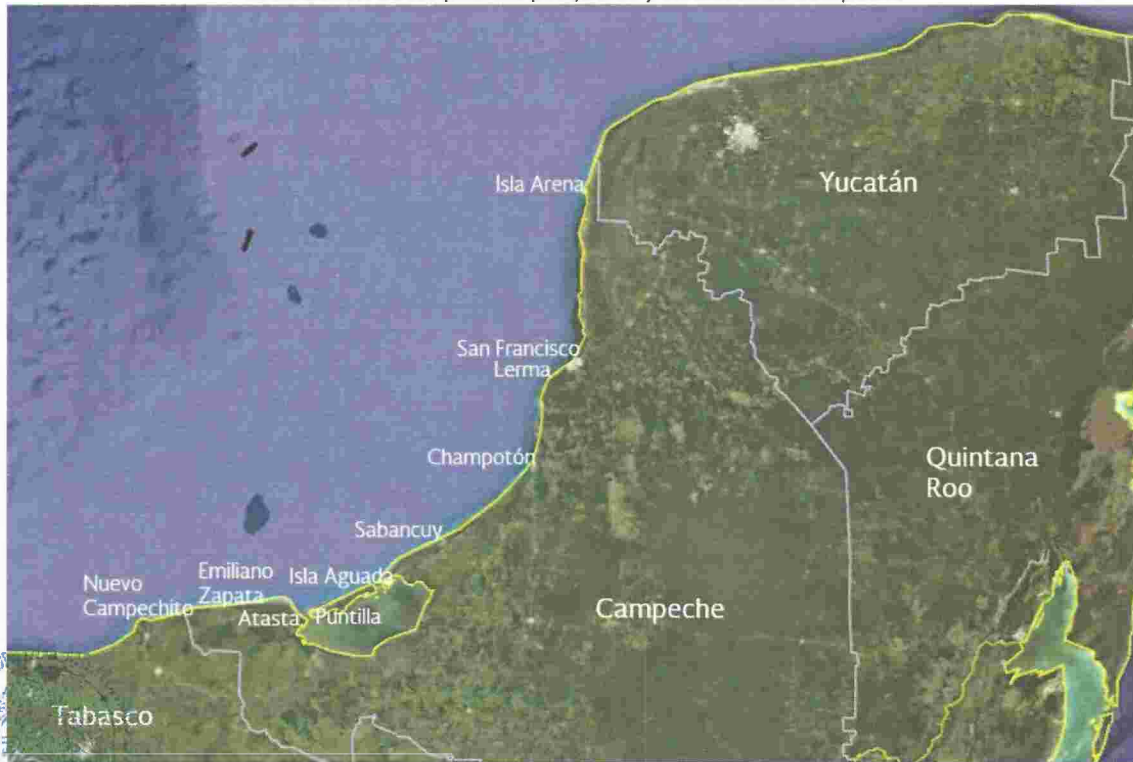 Isla Arena
Yucatán
San Francisco
Lerma
Champotón
Quintana
Roo
Sabancuy
Isla Aguada
Emiliano
Zapata
Nuevo
Campechito
Atasta
Puntilla
Campeche
Tabasco